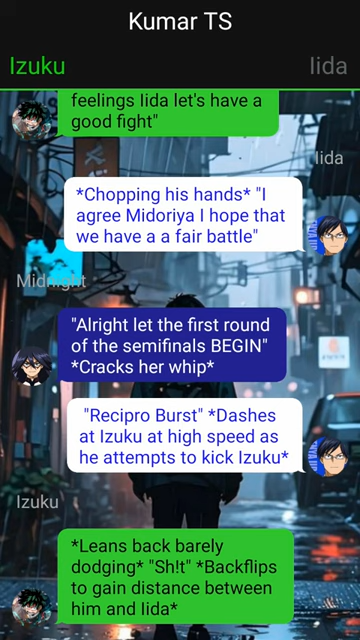 Kumar TS
Izuku
Iida
feelings Iida let's have a
good fight"
Iida
*Chopping his hands* "I
agree Midoriya I hope that
we have a a fair battle"
Midnight
"Alright let the first round
of the semifinals BEGIN"
*Cracks her whip*
"Recipro Burst" *Dashes
at Izuku at high speed as
he attempts to kick Izuku*
Izuku
*Leans back barely
dodging* "Sh!t" *Backflips
to gain distance between
him and Iida*